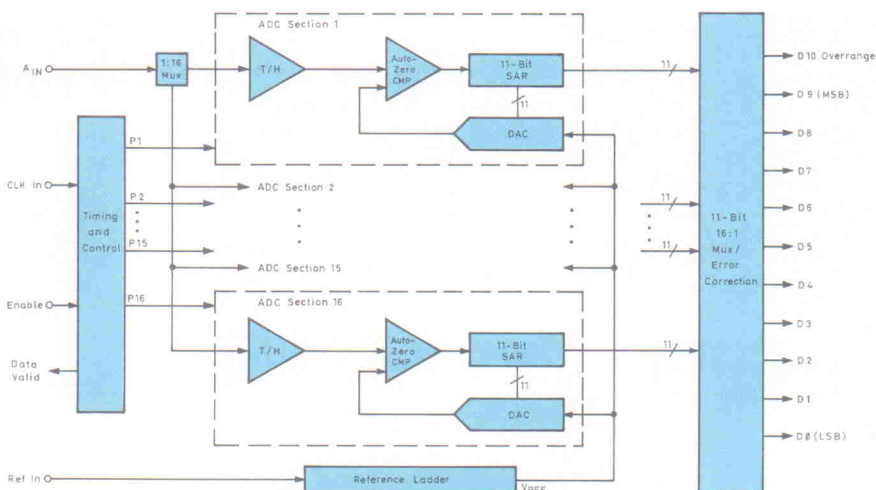 ADC Section 1
A IN
1:16
Mux
T/H
Auto-
Zero
CMP
11-Bit
SAR
11
DAC
11
P1
CLK In
Timing
and
Control
P2
P15
P16
Enable
Data
Valid
ADC Section 2
ADC Section 15
11
11
ADC Section 16
T/H
Auto-
Zero
CMP
11-Bit
SAR
11
DAC
11
Ref In
Reference Ladder
VREF
11-Bit
16:1
Mux/
Error
Correction
D10 Overrange
D9 (MSB)
D8
D7
D6
D5
D4
D3
D2
D1
DØ (LSB)